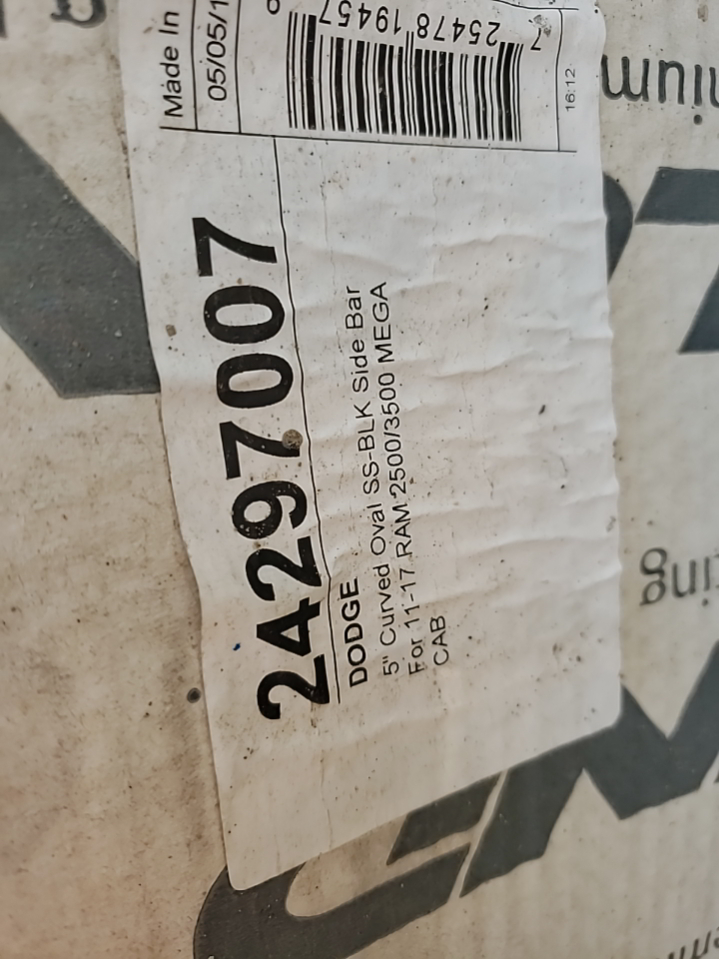 Made In
05/05/1
7 25478 19457 0
16:12
24297007
DODGE
5" Curved Oval SS-BLK Side Bar
For 11-17 RAM 2500/3500 MEGA
CAB